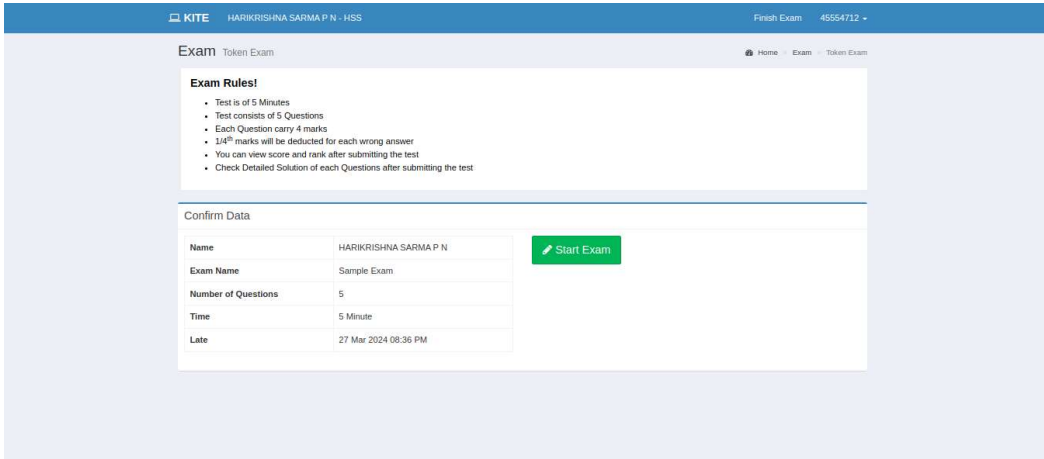 KITE HARIKRISHNA SARMA P N - HSS Finish Exam 45554712
Exam Token Exam Home > Exam > Token Exam
Exam Rules!
• Test is of 5 Minutes
• Test consists of 5 Questions
• Each Question carry 4 marks
• 1/4th marks will be deducted for each wrong answer
• You can view score and rank after submitting the test
• Check Detailed Solution of each Questions after submitting the test
Confirm Data
Name HARIKRISHNA SARMA P N Start Exam
Exam Name Sample Exam
Number of Questions 5
Time 5 Minute
Late 27 Mar 2024 08:36 PM